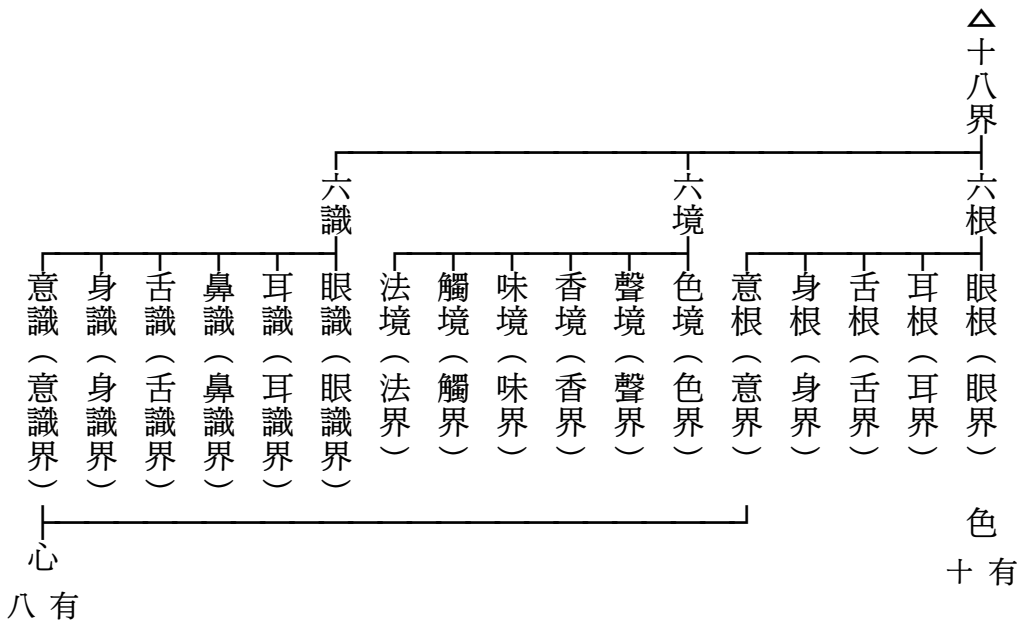 △十八界
六根
六境
六識
眼根（眼界）
耳根（耳界）
舌根（舌界）
身根（身界）
意根（意界）
色境（色界）
聲境（聲界）
香境（香界）
味境（味界）
觸境（觸界）
法境（法界）
眼識（眼識界）
耳識（耳識界）
鼻識（鼻識界）
舌識（舌識界）
身識（身識界）
意識（意識界）
色
有十
心
有八